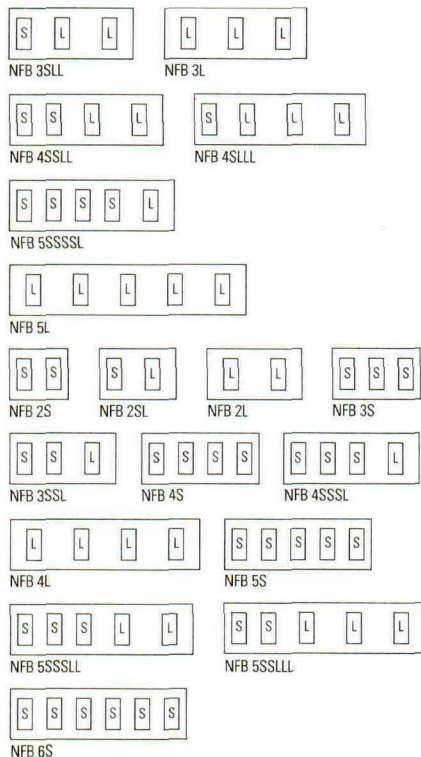 S L L L L L
NFB 3SLL NFB 3L
S S L L S L L L
NFB 4SSLL NFB 4SLLL
S S S S L
NFB 5SSSSL
L L L L L
NFB 5L
S S S L L L S S S
NFB 2S NFB 2SL NFB 2L NFB 3S
S S L S S S S S S S L
NFB 3SSL NFB 4S NFB 4SSSL
L L L L S S S S S
NFB 4L NFB 5S
S S S L L S S L L L
NFB 5SSSLL NFB 5SSLLL
S S S S S S
NFB 6S